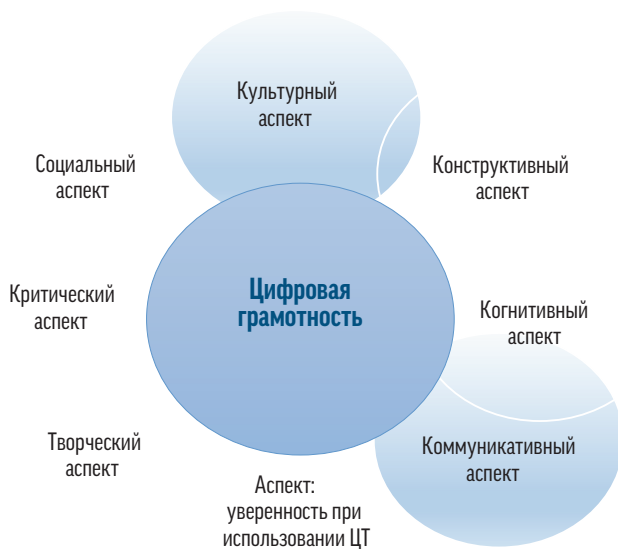 Культурный
аспект
Социальный
аспект
Конструктивный
аспект
Критический
аспект
Цифровая
грамотность
Когнитивный
аспект
Творческий
аспект
Коммуникативный
аспект
Аспект:
уверенность при
использовании ЦТ